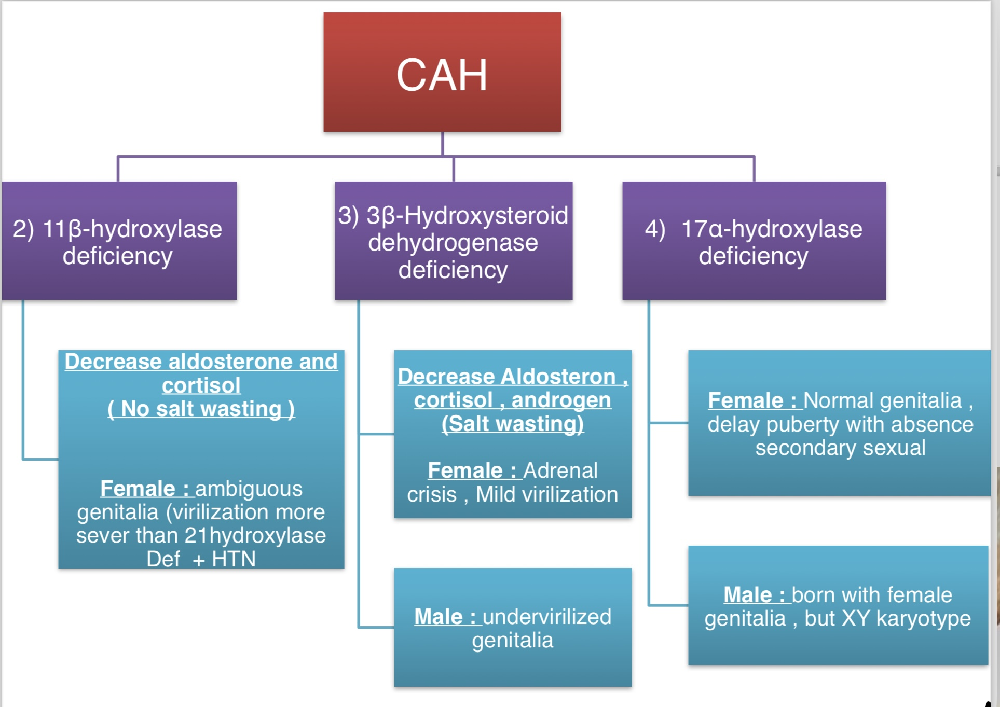 CAH
2) 11β-hydroxylase
deficiency
3) 3β-Hydroxysteroid
dehydrogenase
deficiency
4) 17α-hydroxylase
deficiency
Decrease aldosterone and
cortisol
( No salt wasting )
Female : ambiguous
genitalia (virilization more
sever than 21hydroxylase
Def + HTN
Decrease Aldosteron ,
cortisol , androgen
(Salt wasting)
Female : Adrenal
crisis , Mild virilization
Male : undervirilized
genitalia
Female : Normal genitalia ,
delay puberty with absence
secondary sexual
Male : born with female
genitalia , but XY karyotype